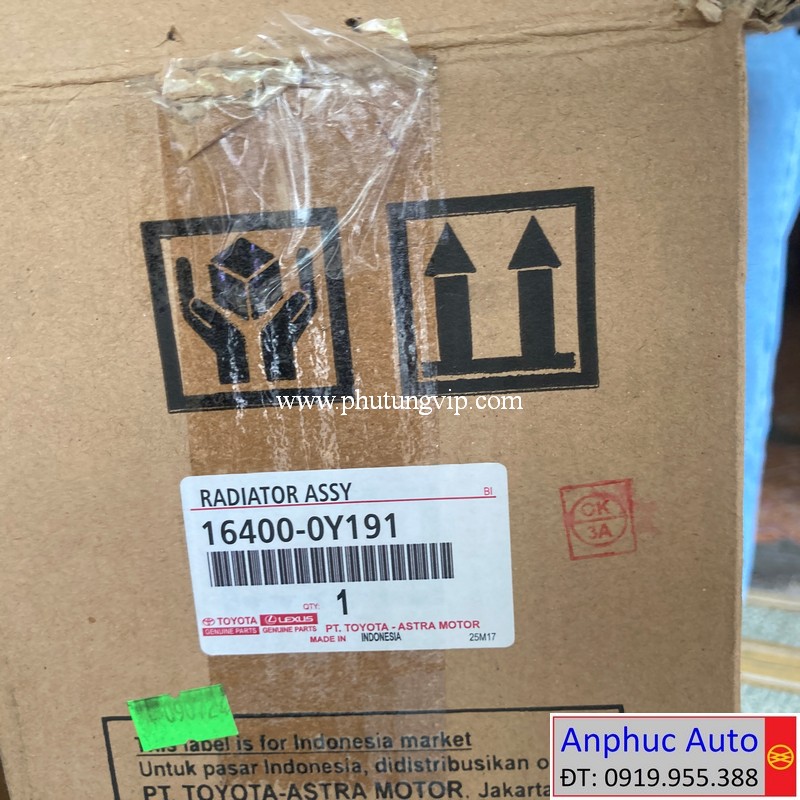 www.phutungvip.com
RADIATOR ASSY
BI
16400-0Y191
QTY: 1
TOYOTA LEXUS PT. TOYOTA - ASTRA MOTOR
GENUINE PARTS GENUINE PARTS
MADE IN INDONESIA 25M17
OK
3A
This label is for Indonesia market
Untuk pasar Indonesia, didistribusikan o
PT TOYOTA-ASTRA MOTOR. Jakarta
Anphuc Auto
ĐT: 0919.955.388